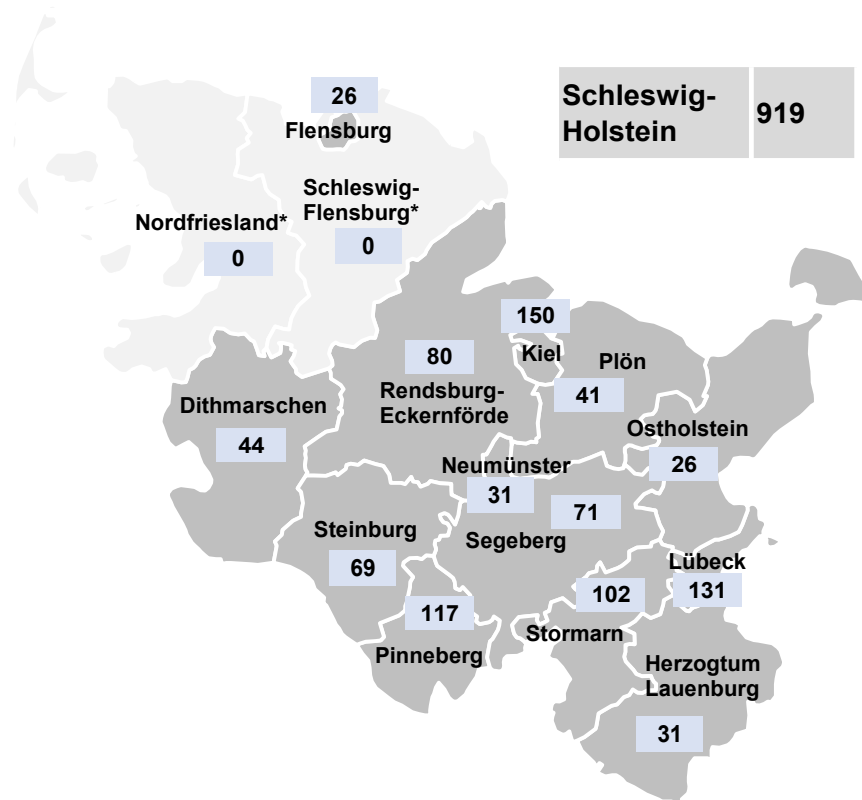 26
Flensburg
Schleswig-
Holstein
919
Schleswig-
Flensburg*
0
Nordfriesland*
0
150
Kiel
80
Rendsburg-
Eckernförde
Plön
41
Dithmarschen
44
Ostholstein
26
Neumünster
31
71
Segeberg
Steinburg
69
Lübeck
131
102
Stormarn
117
Pinneberg
Herzogtum
Lauenburg
31